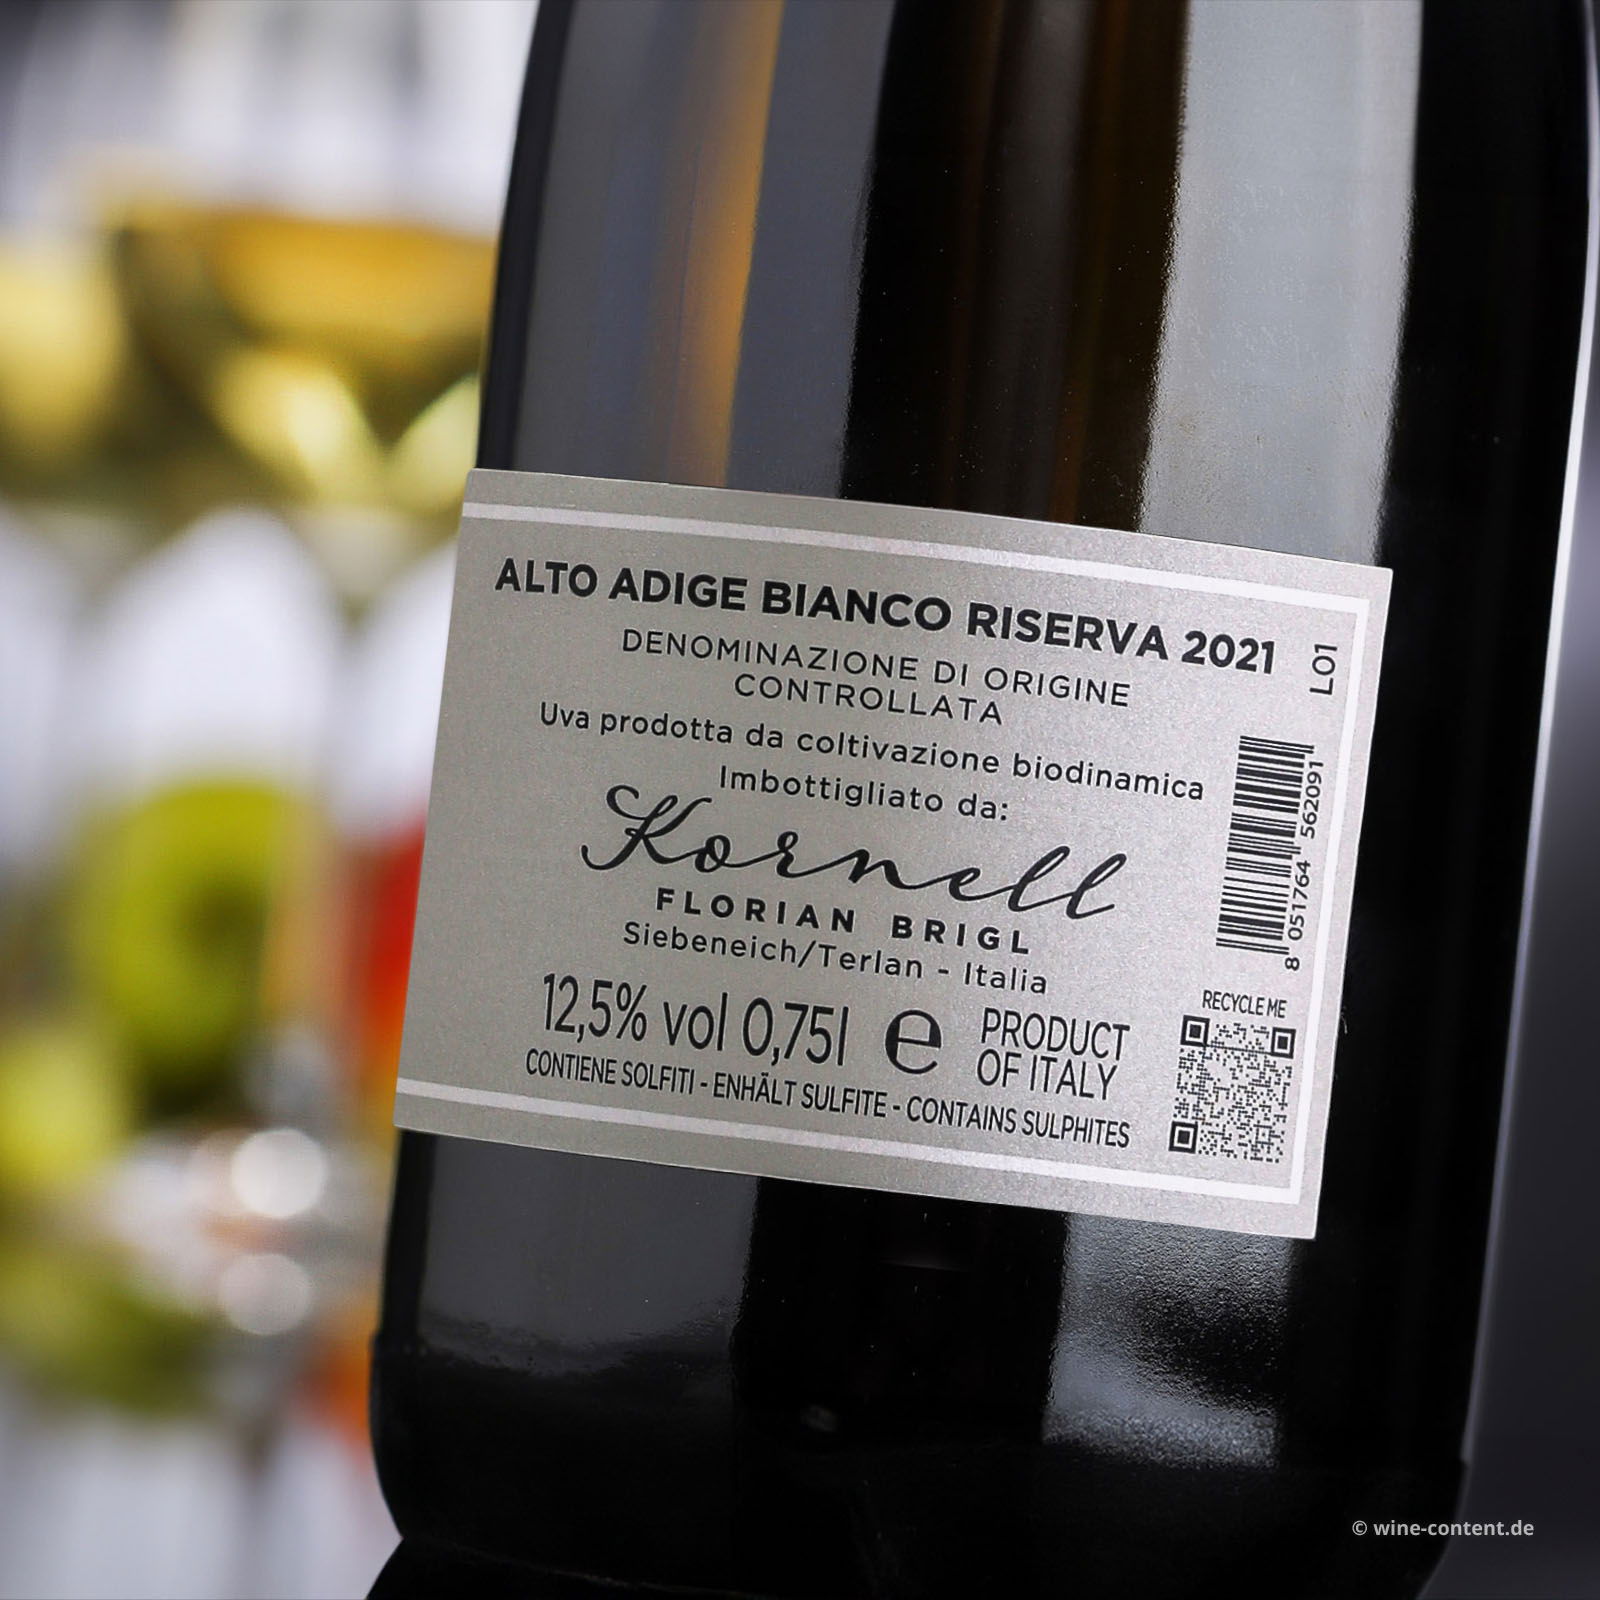 ALTO ADIGE BIANCO RISERVA 2021
DENOMINAZIONE DI ORIGINE
CONTROLLATA
Uva prodotta da coltivazione biodinamica
Imbottigliato da:
Kornell
FLORIAN BRIGL
Siebeneich/Terlan - Italia
12,5% vol 0,75l e PRODUCT
OF ITALY
CONTIENE SOLFITI - ENHÄLT SULFITE - CONTAINS SULPHITES
LO1
8 051764 562091
RECYCLE ME
© wine-content.de